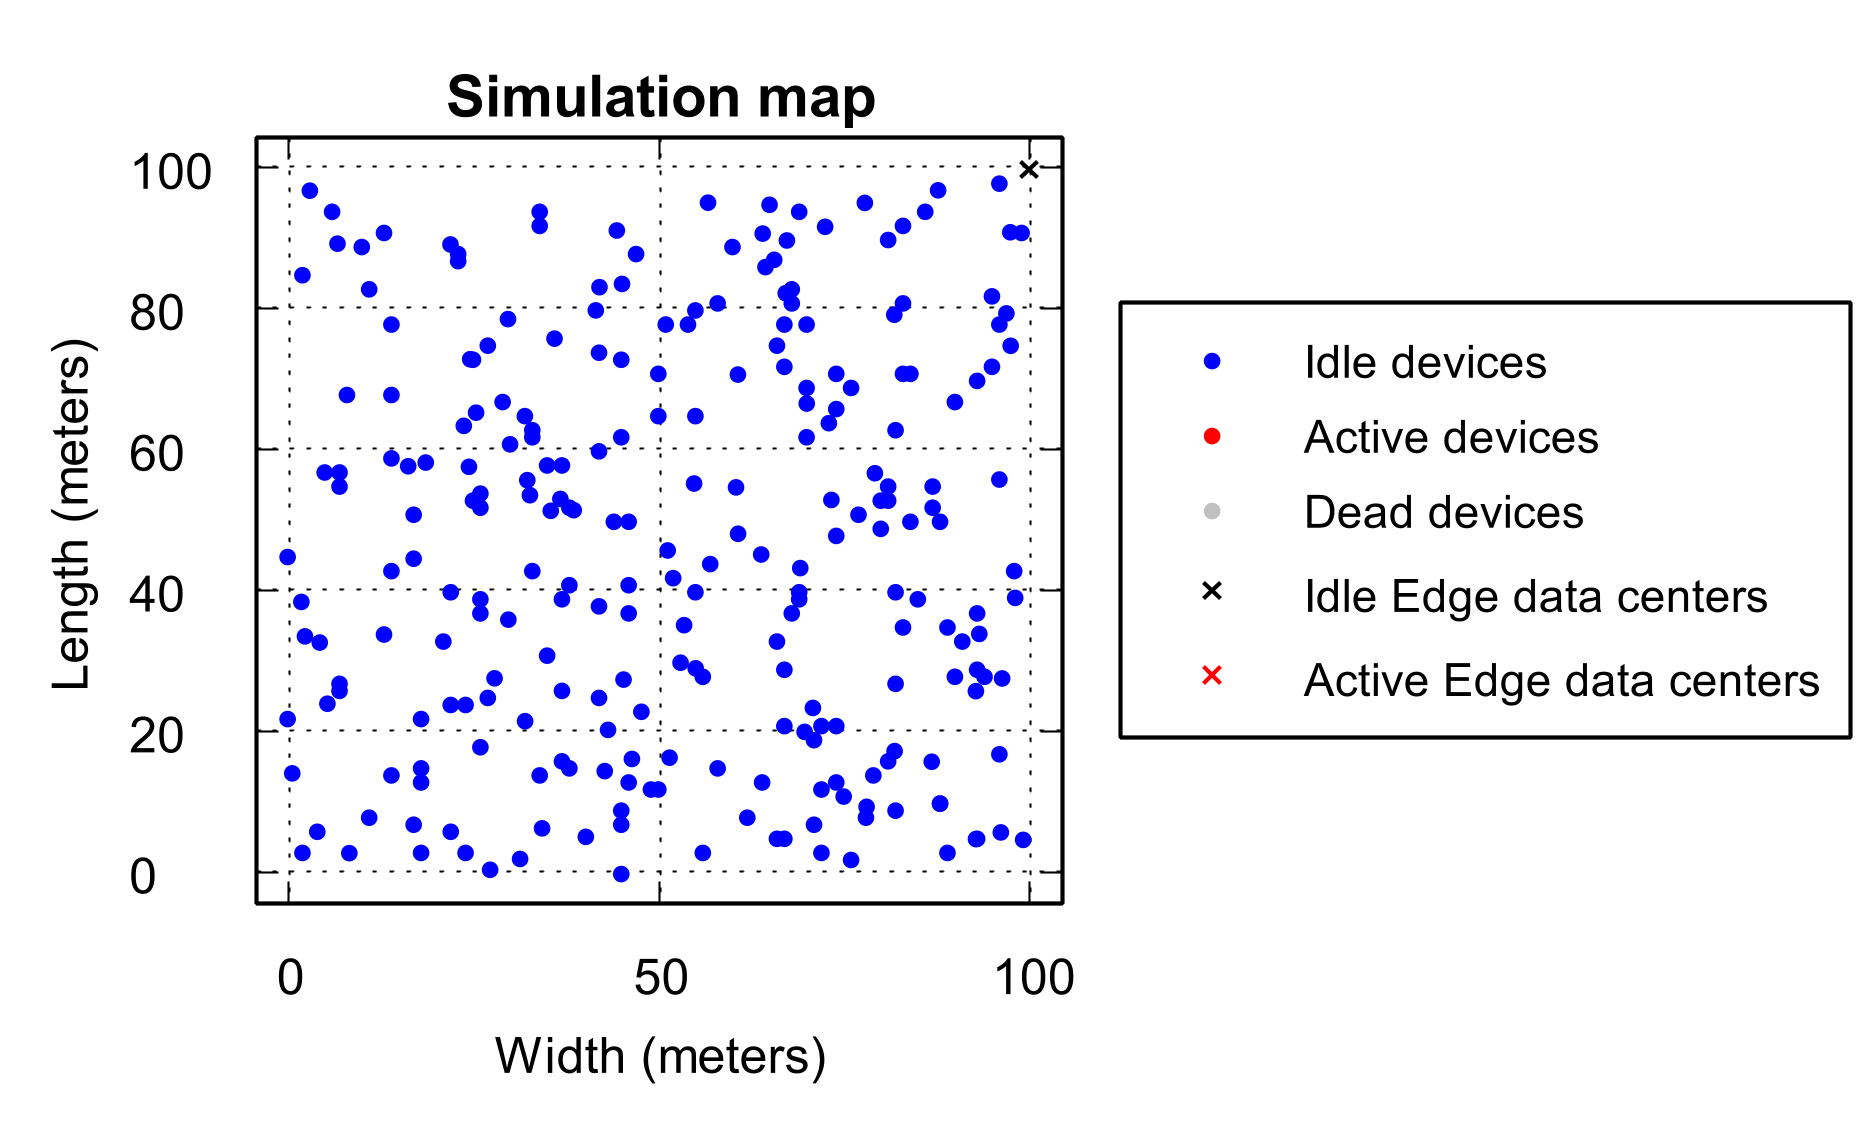 Simulation map
100
80
60
40
20
0
Length (meters)
0 50 100
Width (meters)
Idle devices
Active devices
Dead devices
Idle Edge data centers
Active Edge data centers